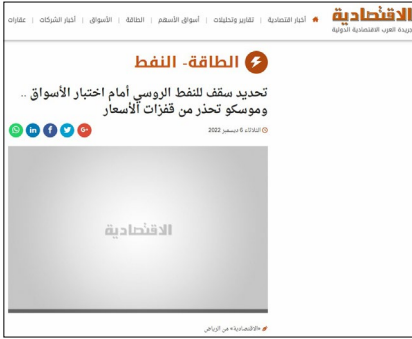 الاقتصادية
جريدة العرب الاقتصادية الدولية
أخبار اقتصادية | تقارير وتحليلات | أسواق الأسهم | الطاقة | الأسواق | أخبار الشركات | عقارات
الطاقة- النفط
تحديد سقف للنفط الروسي أمام اختبار الأسواق ..
وموسكو تحذر من قفزات الأسعار
الثلاثاء 6 ديسمبر 2022
الاقتصادية
«الاقتصادية» من الرياض